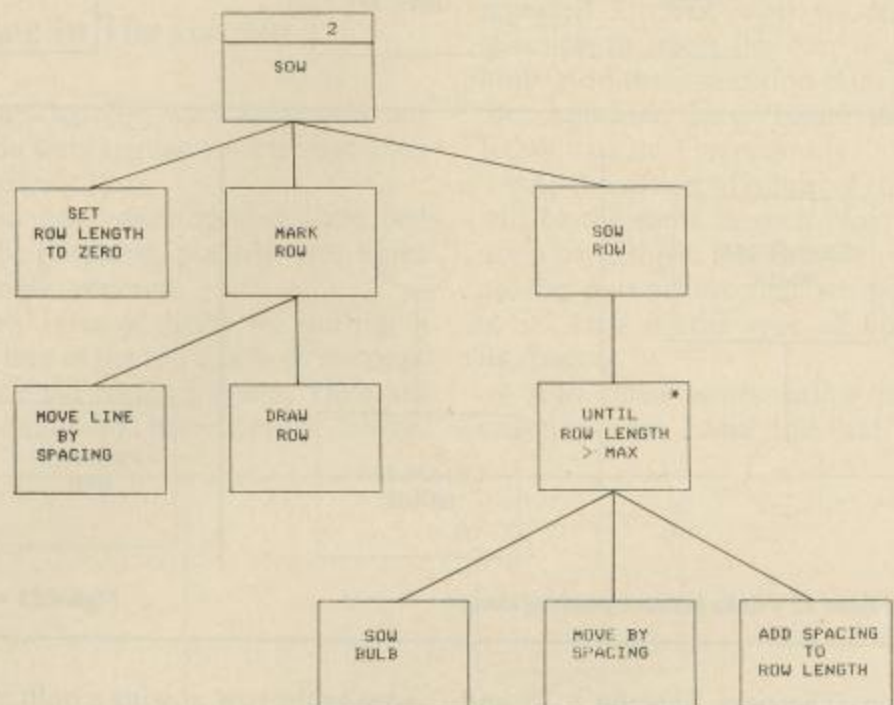 2
SOW
SET
ROW LENGTH
TO ZERO
MARK
ROW
SOW
ROW
MOVE LINE
BY
SPACING
DRAW
ROW
*
UNTIL
ROW LENGTH
> MAX
SOW
BULB
MOVE BY
SPACING
ADD SPACING
TO
ROW LENGTH